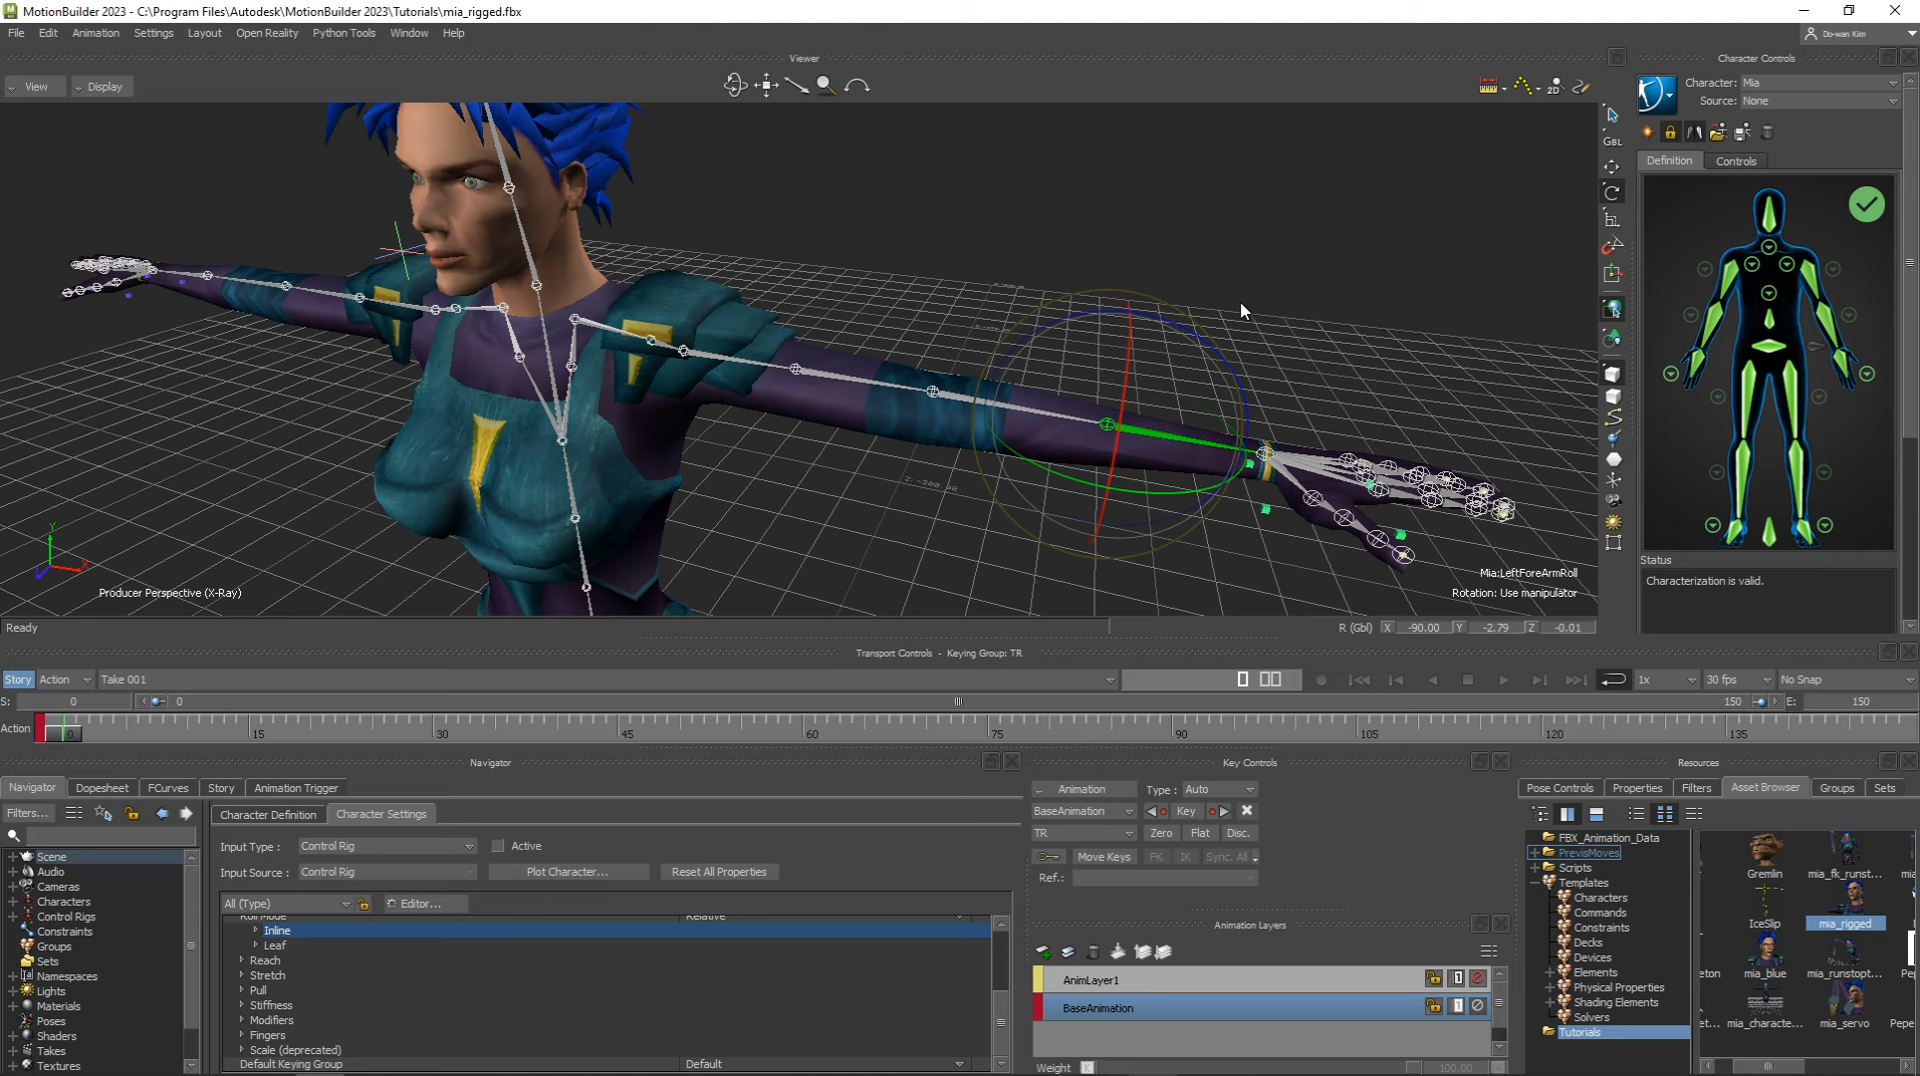 MotionBuilder 2023 - C:\Program Files\Autodesk\MotionBuilder 2023\Tutorials\mia_rigged.fbx
File Edit Animation Settings Layout Open Reality Python Tools Window Help
Do-wan Kim
Viewer
Character Controls
View Display
2D
Character: Mia
Source: None
GBL
Definition Controls
Status
Characterization is valid.
Y
X
Producer Perspective (X-Ray)
Mia:LeftForeArmRoll
Rotation: Use manipulator
Ready
R (Gbl) X -90.00 Y -2.79 Z -0.01
Transport Controls - Keying Group: TR
Story Action Take 001 1x 30 fps No Snap
S: 0 0 150 E: 150
Action 0 15 30 45 60 75 90 105 120 135
Navigator
Key Controls
Resources
Navigator Dopesheet FCurves Story Animation Trigger
Filters...
Scene
Audio
Cameras
Characters
Control Rigs
Constraints
Groups
Sets
Namespaces
Lights
Materials
Poses
Shaders
Takes
Textures
Character Definition Character Settings
Input Type : Control Rig Active
Input Source : Control Rig Plot Character... Reset All Properties
All (Type) Editor...
Roll Mode Relative
Inline
Leaf
Reach
Stretch
Pull
Stiffness
Modifiers
Fingers
Scale (deprecated)
Default Keying Group Default
Animation Type : Auto
BaseAnimation Key
TR Zero Flat Disc.
Move Keys FK IK Sync. All
Ref.:
Animation Layers
AnimLayer1 1
BaseAnimation 1
Weight K 100.00
Pose Controls Properties Filters Asset Browser Groups Sets
FBX_Animation_Data
PrevisMoves
Scripts
Templates
Characters
Commands
Constraints
Decks
Devices
Elements
Physical Properties
Shading Elements
Solvers
Tutorials
Gremlin mia_fk_runst...
IceSlip mia_rigged
mia_blue mia_runstopt...
mia_characte... mia_servo Pepe